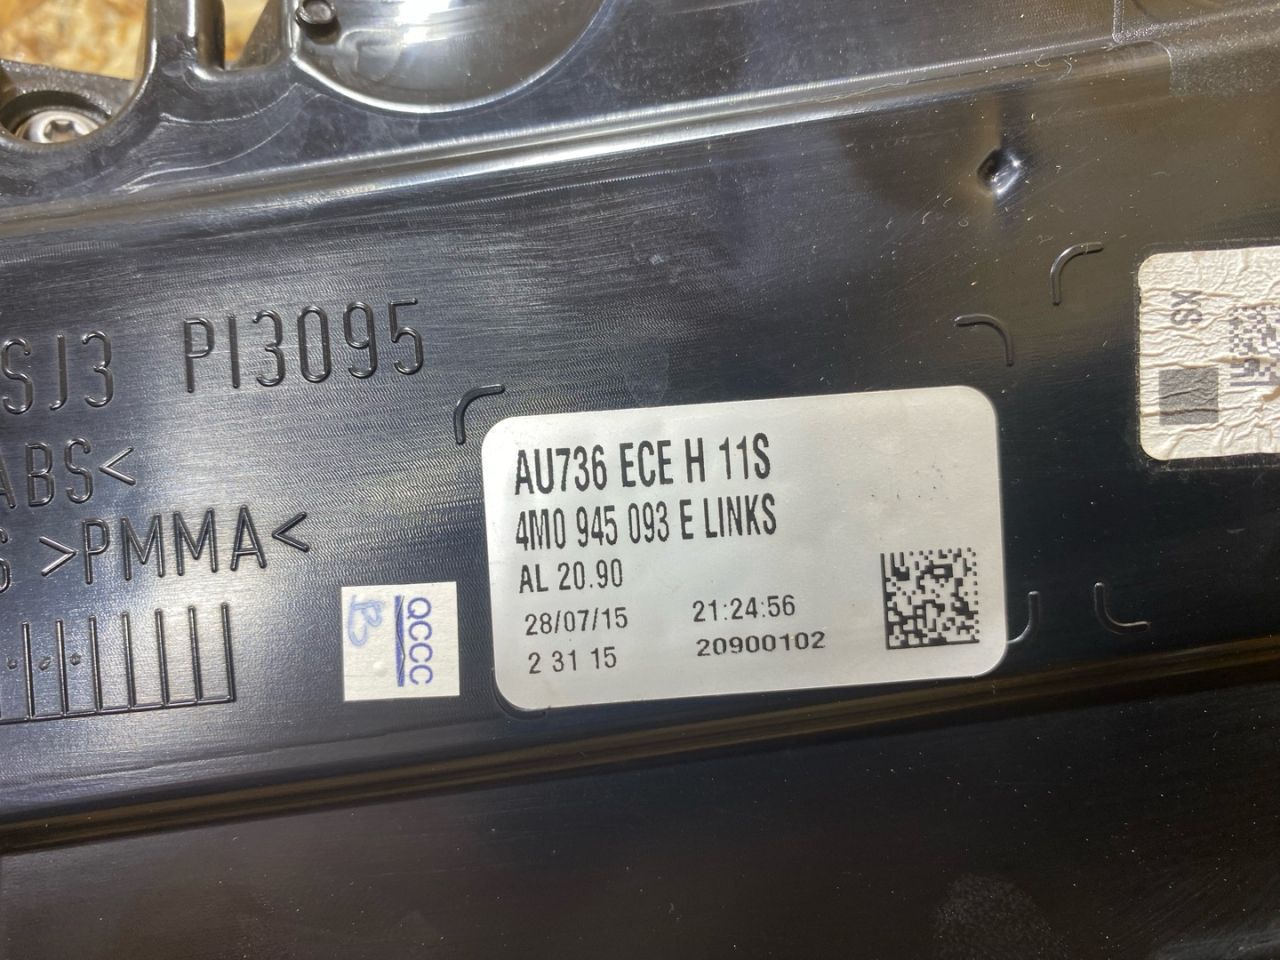 SJ3 PI3095
ABS<
S >PMMA<
QCCC
AU736 ECE H 11S
4M0 945 093 E LINKS
AL 20.90
28/07/15 21:24:56
2 31 15 20900102
XS